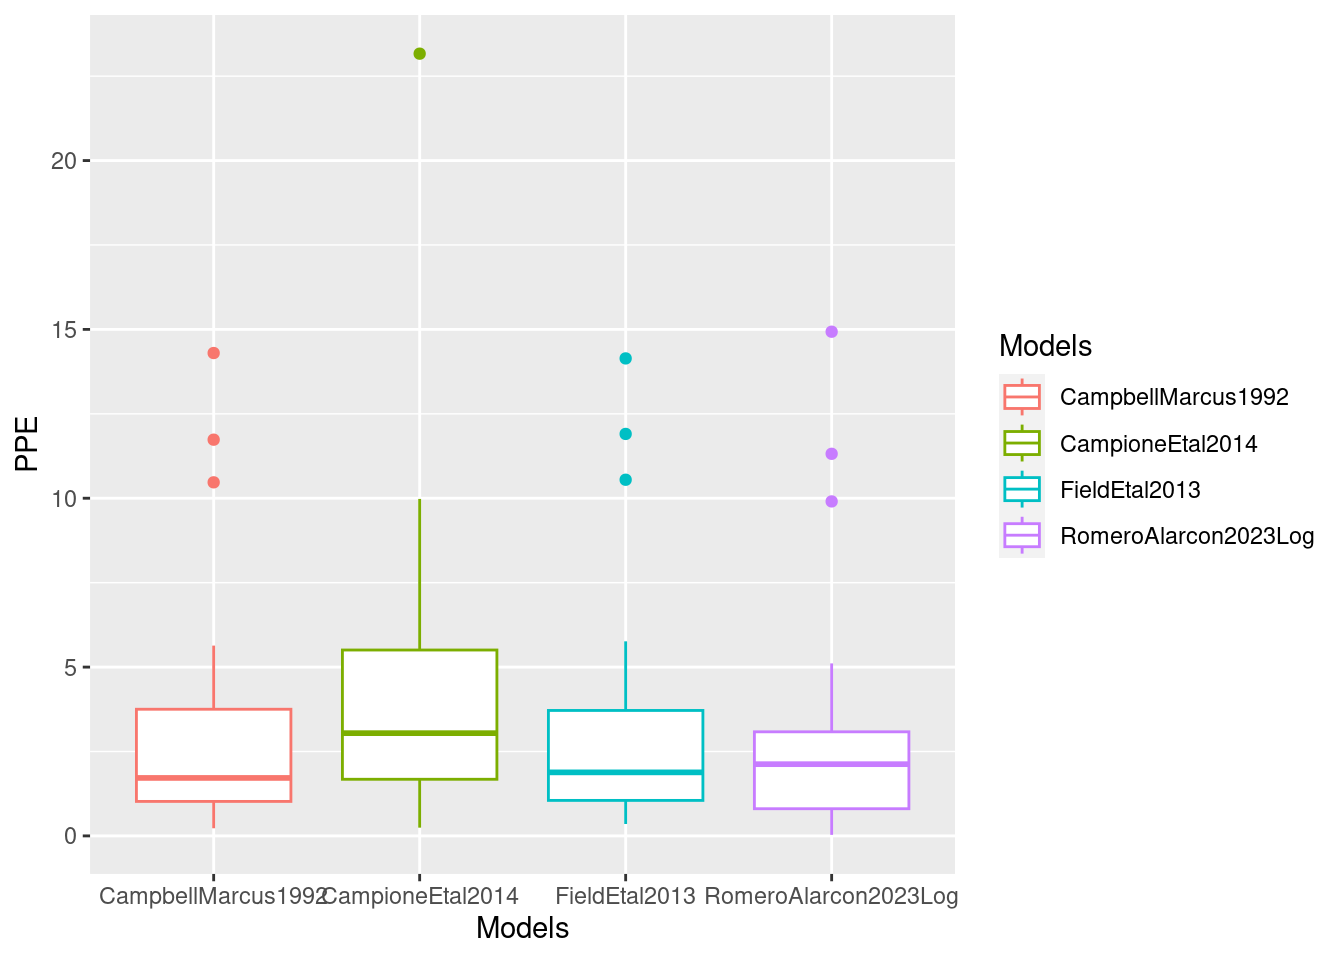 PPE
20
15
10
5
0
CampbellMarcus1992
CampioneEtal2014
FieldEtal2013
RomeroAlarcon2023Log
Models
Models
CampbellMarcus1992
CampioneEtal2014
FieldEtal2013
RomeroAlarcon2023Log